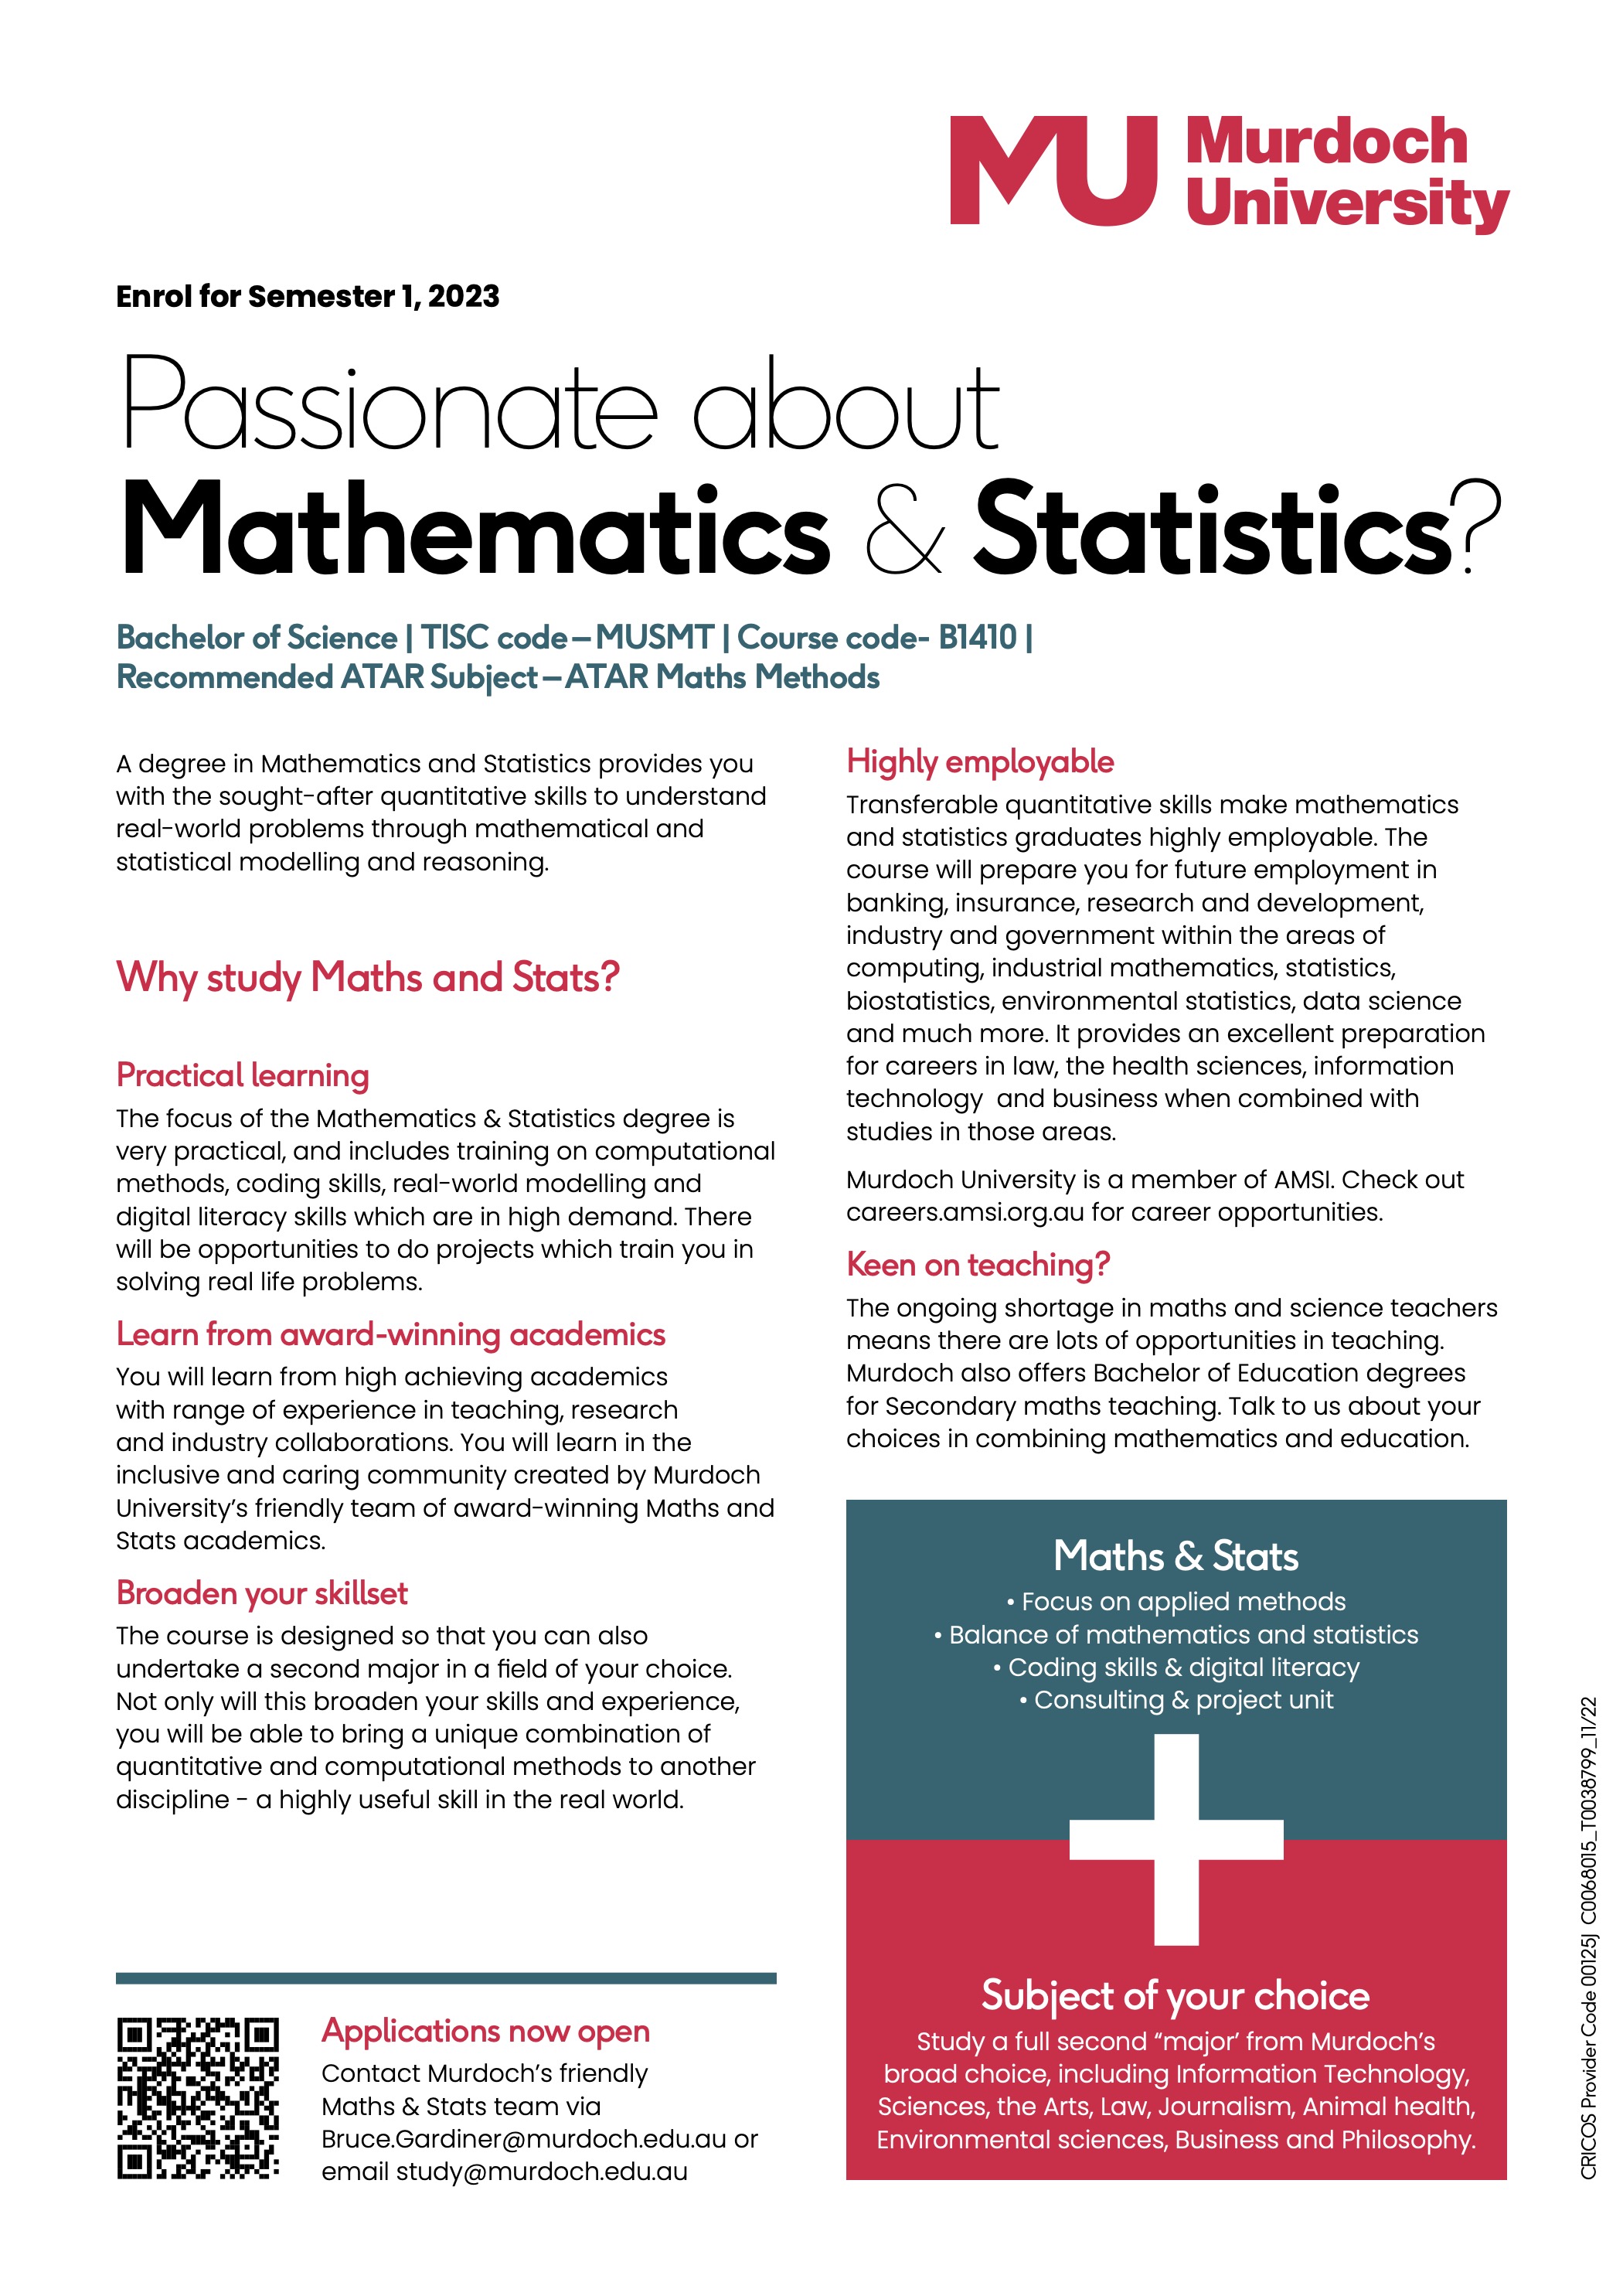 MU Murdoch
University
Enrol for Semester 1, 2023
Passionate about
Mathematics & Statistics?
Bachelor of Science | TISC code – MUSMT | Course code- B1410 |
Recommended ATAR Subject – ATAR Maths Methods
A degree in Mathematics and Statistics provides you
with the sought-after quantitative skills to understand
real-world problems through mathematical and
statistical modelling and reasoning.
Why study Maths and Stats?
Practical learning
The focus of the Mathematics & Statistics degree is
very practical, and includes training on computational
methods, coding skills, real-world modelling and
digital literacy skills which are in high demand. There
will be opportunities to do projects which train you in
solving real life problems.
Learn from award-winning academics
You will learn from high achieving academics
with range of experience in teaching, research
and industry collaborations. You will learn in the
inclusive and caring community created by Murdoch
University’s friendly team of award-winning Maths and
Stats academics.
Broaden your skillset
The course is designed so that you can also
undertake a second major in a field of your choice.
Not only will this broaden your skills and experience,
you will be able to bring a unique combination of
quantitative and computational methods to another
discipline - a highly useful skill in the real world.
Applications now open
Contact Murdoch’s friendly
Maths & Stats team via
Bruce.Gardiner@murdoch.edu.au or
email study@murdoch.edu.au
Highly employable
Transferable quantitative skills make mathematics
and statistics graduates highly employable. The
course will prepare you for future employment in
banking, insurance, research and development,
industry and government within the areas of
computing, industrial mathematics, statistics,
biostatistics, environmental statistics, data science
and much more. It provides an excellent preparation
for careers in law, the health sciences, information
technology  and business when combined with
studies in those areas.
Murdoch University is a member of AMSI. Check out
careers.amsi.org.au for career opportunities.
Keen on teaching?
The ongoing shortage in maths and science teachers
means there are lots of opportunities in teaching.
Murdoch also offers Bachelor of Education degrees
for Secondary maths teaching. Talk to us about your
choices in combining mathematics and education.
Maths & Stats
• Focus on applied methods
• Balance of mathematics and statistics
• Coding skills & digital literacy
• Consulting & project unit
Subject of your choice
Study a full second “major’ from Murdoch’s
broad choice, including Information Technology,
Sciences, the Arts, Law, Journalism, Animal health,
Environmental sciences, Business and Philosophy.
CRICOS Provider Code 00125J  C0068015_T0038799_11/22